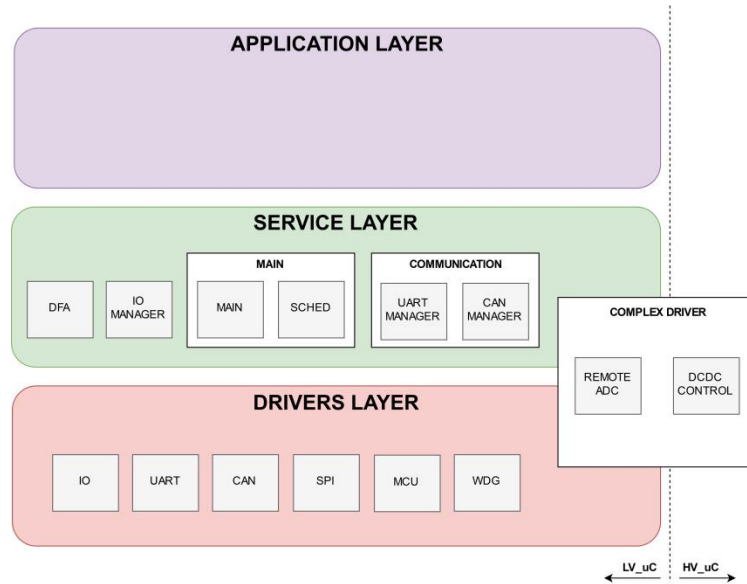 APPLICATION LAYER
SERVICE LAYER
MAIN
COMMUNICATION
DFA
IO
MANAGER
MAIN
SCHED
UART
MANAGER
CAN
MANAGER
COMPLEX DRIVER
REMOTE
ADC
DCDC
CONTROL
DRIVERS LAYER
IO
UART
CAN
SPI
MCU
WDG
LV_uC
HV_uC